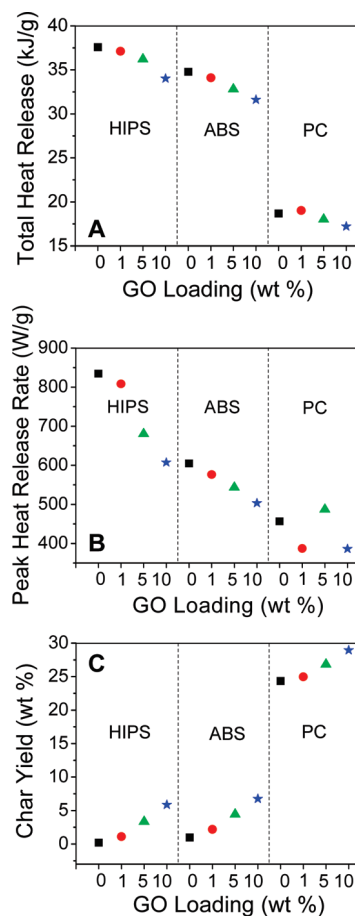 Total Heat Release (kJ/g)
40
35
30
25
20
15
HIPS
ABS
PC
A
0 1 5 10 0 1 5 10 0 1 5 10
GO Loading (wt %)
Peak Heat Release Rate (W/g)
900
800
700
600
500
400
HIPS
ABS
PC
B
0 1 5 10 0 1 5 10 0 1 5 10
GO Loading (wt %)
Char Yield (wt %)
30
25
20
15
10
5
0
C
HIPS
ABS
PC
0 1 5 10 0 1 5 10 0 1 5 10
GO Loading (wt %)